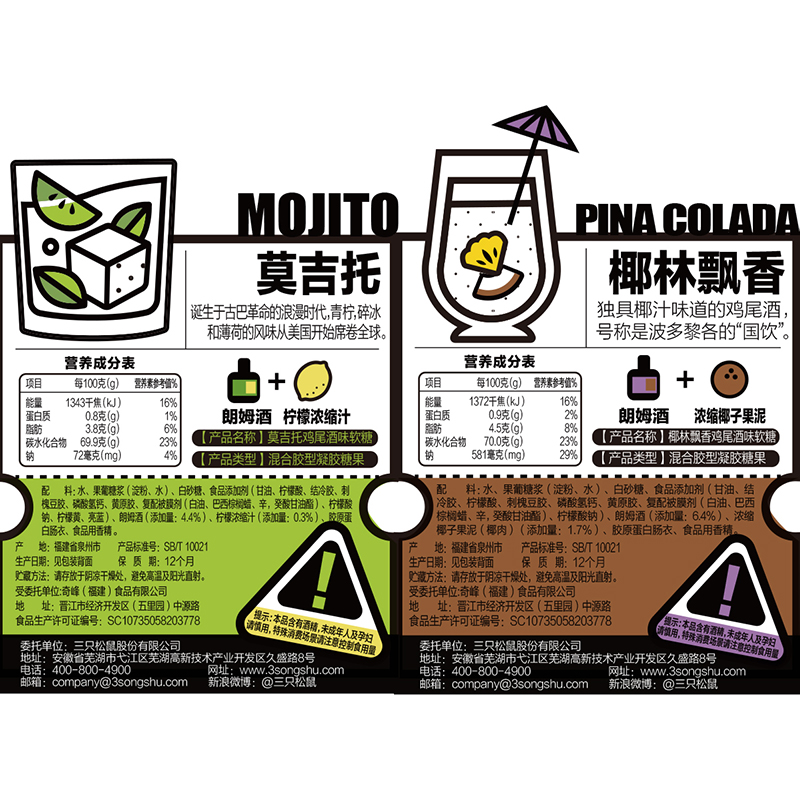 MOJITO
莫吉托
诞生于古巴革命的浪漫时代,青柠,碎冰
和薄荷的风味从美国开始席卷全球。
营养成分表
项目 每100克(g) 营养素参考值%
能量 1343千焦(kJ) 16%
蛋白质 0.8克(g) 1%
脂肪 3.8克(g) 6%
碳水化合物 69.9克(g) 23%
钠 72毫克(mg) 4%
+
朗姆酒 柠檬浓缩汁
【产品名称】莫吉托鸡尾酒味软糖
【产品类型】混合胶型凝胶糖果
配 料:水、果葡糖浆(淀粉、水)、白砂糖、食品添加剂(甘油、柠檬酸、结冷胶、刺
槐豆胶、磷酸氢钙、黄原胶、复配被膜剂(白油、巴西棕榈蜡、辛,癸酸甘油酯)、柠檬酸
钠、柠檬黄、亮蓝)、朗姆酒(添加量:4.4%)、柠檬浓缩汁(添加量:0.3%)、胶原蛋
白肠衣、食品用香精。
产 地:福建省泉州市 产品标准号:SB/T 10021
生产日期:见包装背面 保 质 期:12个月
贮藏方法:请存放于阴凉干燥处,避免高温及阳光直射。
受委托单位:奇峰(福建)食品有限公司
地 址:晋江市经济开发区(五里园)中源路
食品生产许可证编号:SC10735058203778
!
提示:本品含有酒精,未成年人及孕妇
请慎用,特殊消费场景请注意控制食用量
委托单位:三只松鼠股份有限公司
地址:安徽省芜湖市弋江区芜湖高新技术产业开发区久盛路8号
电话:400-800-4900 网址:www.3songshu.com
邮箱:company@3songshu.com 新浪微博:@三只松鼠
PINA COLADA
椰林飘香
独具椰汁味道的鸡尾酒,
号称是波多黎各的“国饮”。
营养成分表
项目 每100克(g) 营养素参考值%
能量 1372千焦(kJ) 16%
蛋白质 0.9克(g) 2%
脂肪 4.5克(g) 8%
碳水化合物 70.0克(g) 23%
钠 581毫克(mg) 29%
+
朗姆酒 浓缩椰子果泥
【产品名称】椰林飘香鸡尾酒味软糖
【产品类型】混合胶型凝胶糖果
配 料:水、果葡糖浆(淀粉、水)、白砂糖、食品添加剂(甘油、结
冷胶、柠檬酸、刺槐豆胶、磷酸氢钙、黄原胶、复配被膜剂(白油、巴西
棕榈蜡、辛,癸酸甘油酯)、柠檬酸钠)、朗姆酒(添加量:6.4%)、浓缩
椰子果泥(椰肉)(添加量:1.7%)、胶原蛋白肠衣、食品用香精。
产 地:福建省泉州市 产品标准号:SB/T 10021
生产日期:见包装背面 保 质 期:12个月
贮藏方法:请存放于阴凉干燥处,避免高温及阳光直射。
受委托单位:奇峰(福建)食品有限公司
地 址:晋江市经济开发区(五里园)中源路
食品生产许可证编号:SC10735058203778
!
提示:本品含有酒精,未成年人及孕妇
请慎用,特殊消费场景请注意控制食用量
委托单位:三只松鼠股份有限公司
地址:安徽省芜湖市弋江区芜湖高新技术产业开发区久盛路8号
电话:400-800-4900 网址:www.3songshu.com
邮箱:company@3songshu.com 新浪微博:@三只松鼠